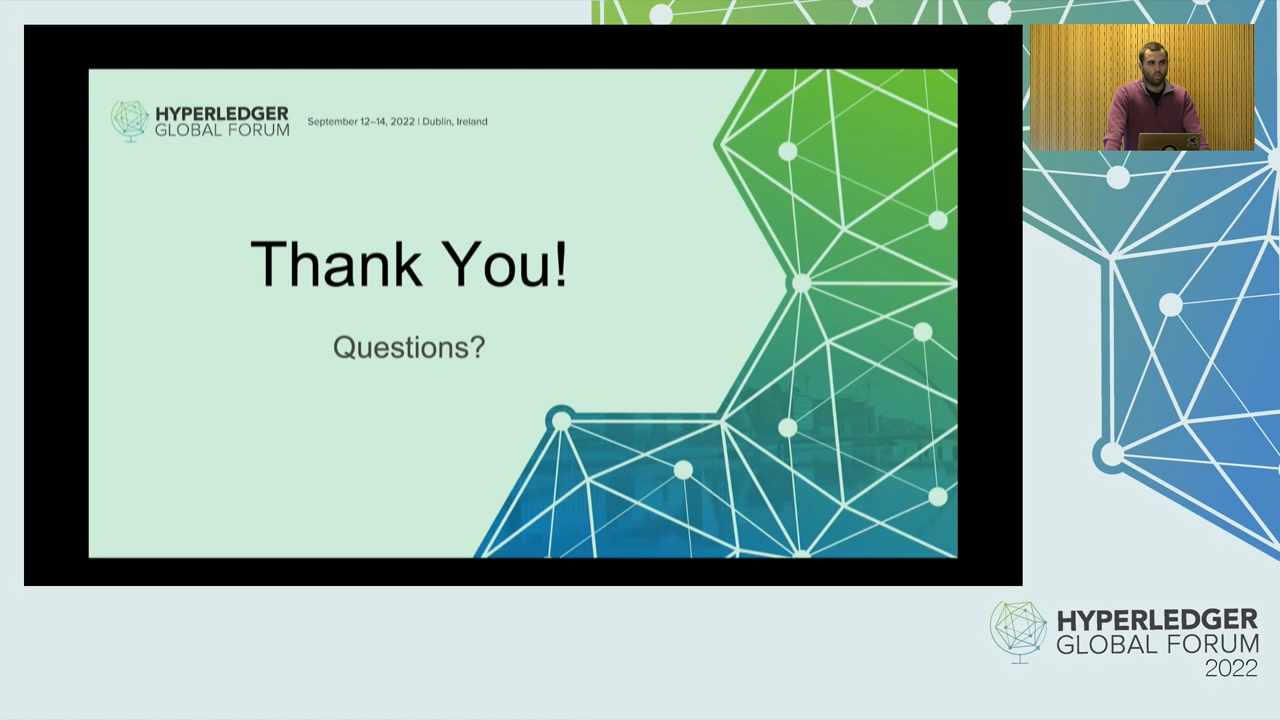 HYPERLEDGER
GLOBAL FORUM
September 12–14, 2022 | Dublin, Ireland
Thank You!
Questions?
HYPERLEDGER
GLOBAL FORUM
2022